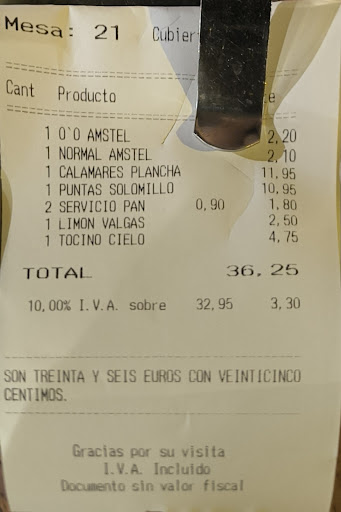 Mesa: 21 Cubier
Cant Producto e
1 0'0 AMSTEL 2,20
1 NORMAL AMSTEL 2,10
1 CALAMARES PLANCHA 11,95
1 PUNTAS SOLOMILLO 10,95
2 SERVICIO PAN 0,90 1,80
1 LIMON VALGAS 2,50
1 TOCINO CIELO 4,75
TOTAL 36,25
10,00% I.V.A. sobre 32,95 3,30
SON TREINTA Y SEIS EUROS CON VEINTICINCO
CENTIMOS.
Gracias por su visita
I.V.A. Incluido
Documento sin valor fiscal